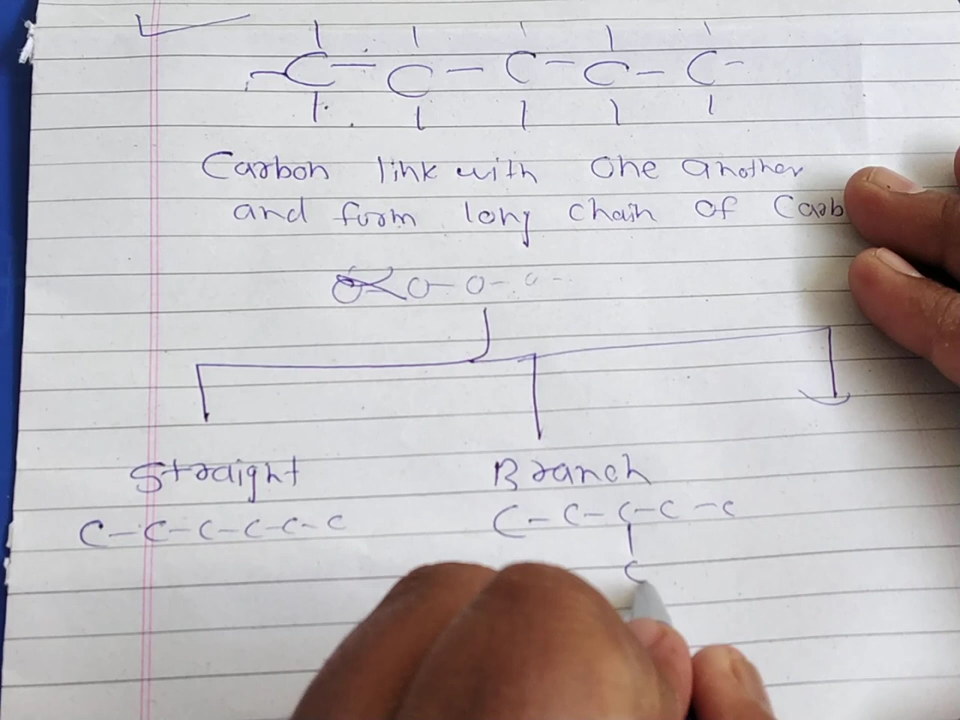 C - C - C - C - C -
Carbon link with one another
and form long chain of Carb
Straight Branch
C-C-C-C-C-C C-C-C-C-C
C